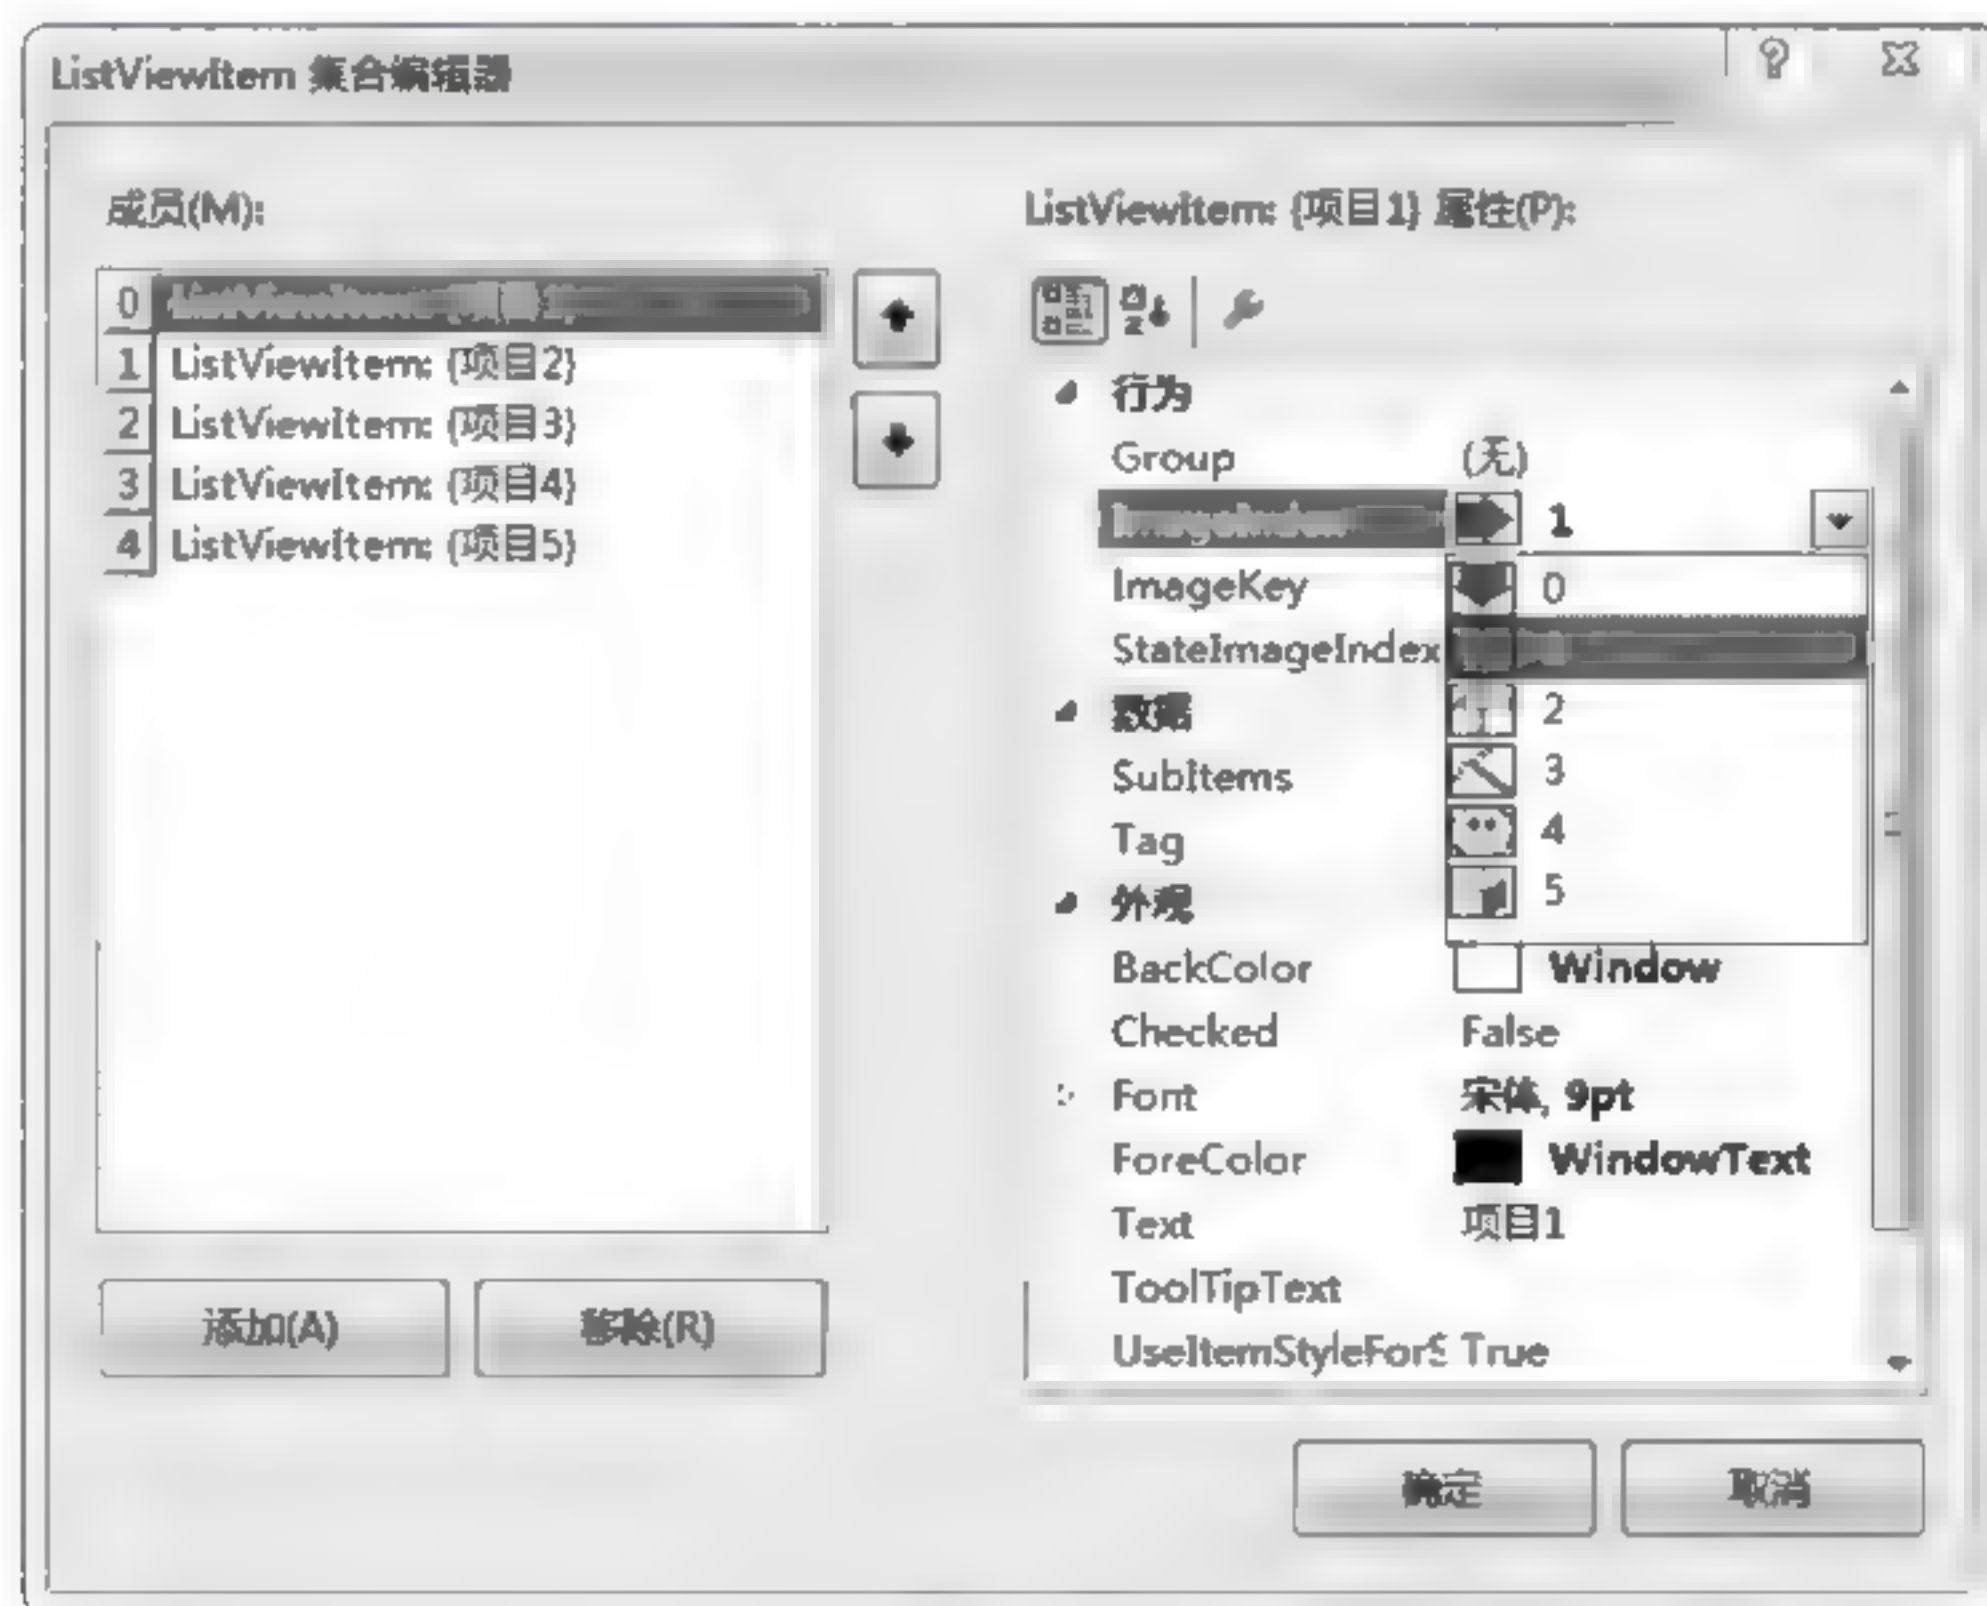 ListViewItem 集合编辑器
成员(M):
0
1 ListViewItem: {项目2}
2 ListViewItem: {项目3}
3 ListViewItem: {项目4}
4 ListViewItem: {项目5}
添加(A) 移除(R)
ListViewItem: {项目1} 属性(P):
行为
Group (无)
ImageIndex 1
ImageKey 0
StateImageIndex
数据 2
SubItems 3
Tag 4
外观 5
BackColor Window
Checked False
Font 宋体, 9pt
ForeColor WindowText
Text 项目1
ToolTipText
UseItemStyleForS True
确定 取消